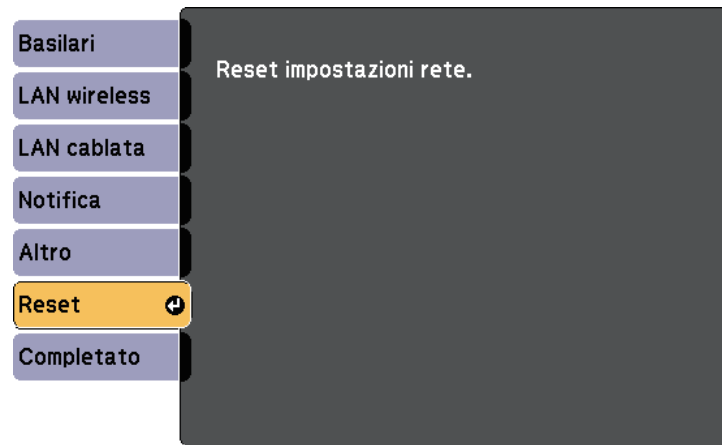 Basilari
LAN wireless
LAN cablata
Notifica
Altro
Reset
Completato
Reset impostazioni rete.